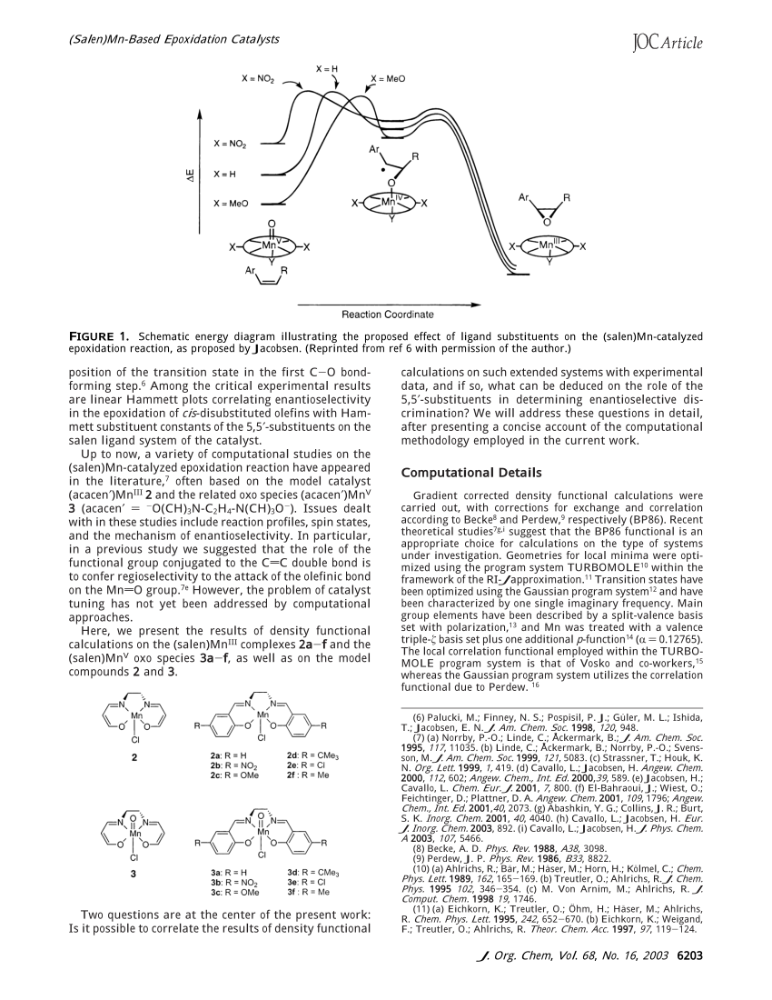 (Salen)Mn-Based Epoxidation Catalysts
JOC Article
X = NO2
X = H
X = MeO
X = NO2
X = H
X = MeO
ΔE
Ar
R
O
X
MnIV
X
Y
O
X
MnV
X
Y
Ar
R
Ar
R
O
X
MnIII
X
Y
Reaction Coordinate
FIGURE 1. Schematic energy diagram illustrating the proposed effect of ligand substituents on the (salen)Mn-catalyzed
epoxidation reaction, as proposed by Jacobsen. (Reprinted from ref 6 with permission of the author.)
position of the transition state in the first C−O bond-
forming step.6 Among the critical experimental results
are linear Hammett plots correlating enantioselectivity
in the epoxidation of cis-disubstituted olefins with Ham-
mett substituent constants of the 5,5′-substituents on the
salen ligand system of the catalyst.
Up to now, a variety of computational studies on the
(salen)Mn-catalyzed epoxidation reaction have appeared
in the literature,7 often based on the model catalyst
(acacen′)MnIII 2 and the related oxo species (acacen′)MnV
3 (acacen′ = −O(CH)3N-C2H4-N(CH)3O−). Issues dealt
with in these studies include reaction profiles, spin states,
and the mechanism of enantioselectivity. In particular,
in a previous study we suggested that the role of the
functional group conjugated to the C=C double bond is
to confer regioselectivity to the attack of the olefinic bond
on the Mn=O group.7e However, the problem of catalyst
tuning has not yet been addressed by computational
approaches.
Here, we present the results of density functional
calculations on the (salen)MnIII complexes 2a−f and the
(salen)MnV oxo species 3a−f, as well as on the model
compounds 2 and 3.
N N
Mn
O O
Cl
2
N N
Mn
R O O R
Cl
2a: R = H 2d: R = CMe3
2b: R = NO2 2e: R = Cl
2c: R = OMe 2f : R = Me
O
N N
Mn
O O
Cl
3
O
N N
Mn
R O O R
Cl
3a: R = H 3d: R = CMe3
3b: R = NO2 3e: R = Cl
3c: R = OMe 3f: R = Me
Two questions are at the center of the present work:
Is it possible to correlate the results of density functional
calculations on such extended systems with experimental
data, and if so, what can be deduced on the role of the
5,5′-substituents in determining enantioselective dis-
crimination? We will address these questions in detail,
after presenting a concise account of the computational
methodology employed in the current work.
Computational Details
Gradient corrected density functional calculations were
carried out, with corrections for exchange and correlation
according to Becke8 and Perdew,9 respectively (BP86). Recent
theoretical studies7g,i suggest that the BP86 functional is an
appropriate choice for calculations on the type of systems
under investigation. Geometries for local minima were opti-
mized using the program system TURBOMOLE10 within the
framework of the RI-J approximation.11 Transition states have
been optimized using the Gaussian program system12 and have
been characterized by one single imaginary frequency. Main
group elements have been described by a split-valence basis
set with polarization,13 and Mn was treated with a valence
triple-ζ basis set plus one additional p-function14 (α = 0.12765).
The local correlation functional employed within the TURBO-
MOLE program system is that of Vosko and co-workers,15
whereas the Gaussian program system utilizes the correlation
functional due to Perdew. 16
(6) Palucki, M.; Finney, N. S.; Pospisil, P. J.; Güler, M. L.; Ishida,
T.; Jacobsen, E. N. J. Am. Chem. Soc. 1998, 120, 948.
(7) (a) Norrby, P.-O.; Linde, C.; Åckermark, B.; J. Am. Chem. Soc.
1995, 117, 11035. (b) Linde, C.; Åckermark, B.; Norrby, P.-O.; Svens-
son, M. J. Am. Chem. Soc. 1999, 121, 5083. (c) Strassner, T.; Houk, K.
N. Org. Lett. 1999, 1, 419. (d) Cavallo, L.; Jacobsen, H. Angew. Chem.
2000, 112, 602; Angew. Chem., Int. Ed. 2000,39, 589. (e) Jacobsen, H.;
Cavallo, L. Chem. Eur. J. 2001, 7, 800. (f) El-Bahraoui, J.; Wiest, O.;
Feichtinger, D.; Plattner, D. A. Angew. Chem. 2001, 109, 1796; Angew.
Chem., Int. Ed. 2001,40, 2073. (g) Abashkin, Y. G.; Collins, J. R.; Burt,
S. K. Inorg. Chem. 2001, 40, 4040. (h) Cavallo, L.; Jacobsen, H. Eur.
J. Inorg. Chem. 2003, 892. (i) Cavallo, L.; Jacobsen, H. J. Phys. Chem.
A 2003, 107, 5466.
(8) Becke, A. D. Phys. Rev. 1988, A38, 3098.
(9) Perdew, J. P. Phys. Rev. 1986, B33, 8822.
(10) (a) Ahlrichs, R.; Bär, M.; Häser, M.; Horn, H.; Kölmel, C.; Chem.
Phys. Lett. 1989, 162, 165−169. (b) Treutler, O.; Ahlrichs, R. J. Chem.
Phys. 1995 102, 346−354. (c) M. Von Arnim, M.; Ahlrichs, R. J.
Comput. Chem. 1998 19, 1746.
(11) (a) Eichkorn, K.; Treutler, O.; Öhm, H.; Häser, M.; Ahlrichs,
R. Chem. Phys. Lett. 1995, 242, 652−670. (b) Eichkorn, K.; Weigand,
F.; Treutler, O.; Ahlrichs, R. Theor. Chem. Acc. 1997, 97, 119−124.
J. Org. Chem, Vol. 68, No. 16, 2003 6203